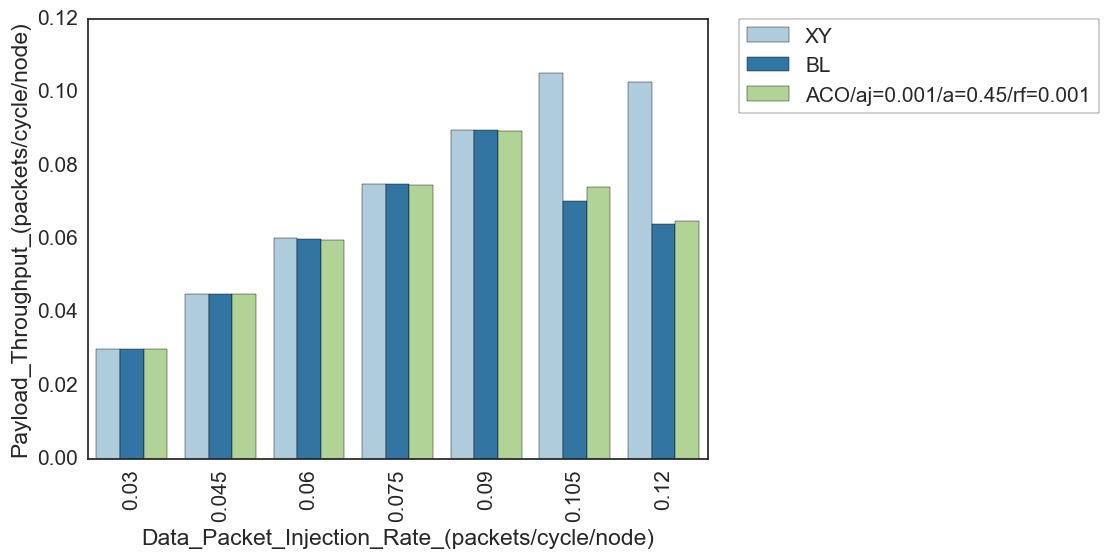 Payload_Throughput_(packets/cycle/node)
0.12
0.10
0.08
0.06
0.04
0.02
0.00
0.03
0.045
0.06
0.075
0.09
0.105
0.12
Data_Packet_Injection_Rate_(packets/cycle/node)
XY
BL
ACO/aj=0.001/a=0.45/rf=0.001